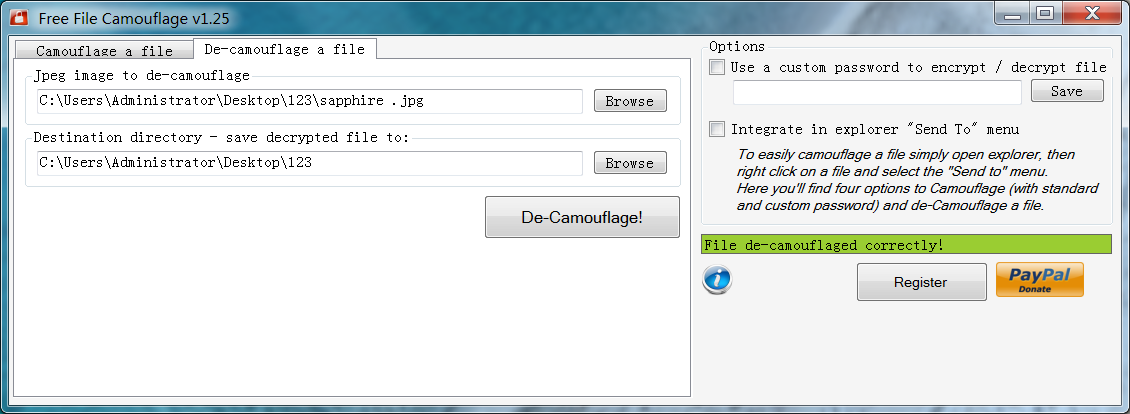 Free File Camouflage v1.25
Camouflage a file
De-camouflage a file
Jpeg image to de-camouflage
C:\Users\Administrator\Desktop\123\sapphire .jpg
Browse
Destination directory - save decrypted file to:
C:\Users\Administrator\Desktop\123
Browse
De-Camouflage!
Options
Use a custom password to encrypt / decrypt file
Save
Integrate in explorer "Send To" menu
To easily camouflage a file simply open explorer, then
right click on a file and select the "Send to" menu.
Here you'll find four options to Camouflage (with standard
and custom password) and de-Camouflage a file.
File de-camouflaged correctly!
Register
PayPal
Donate